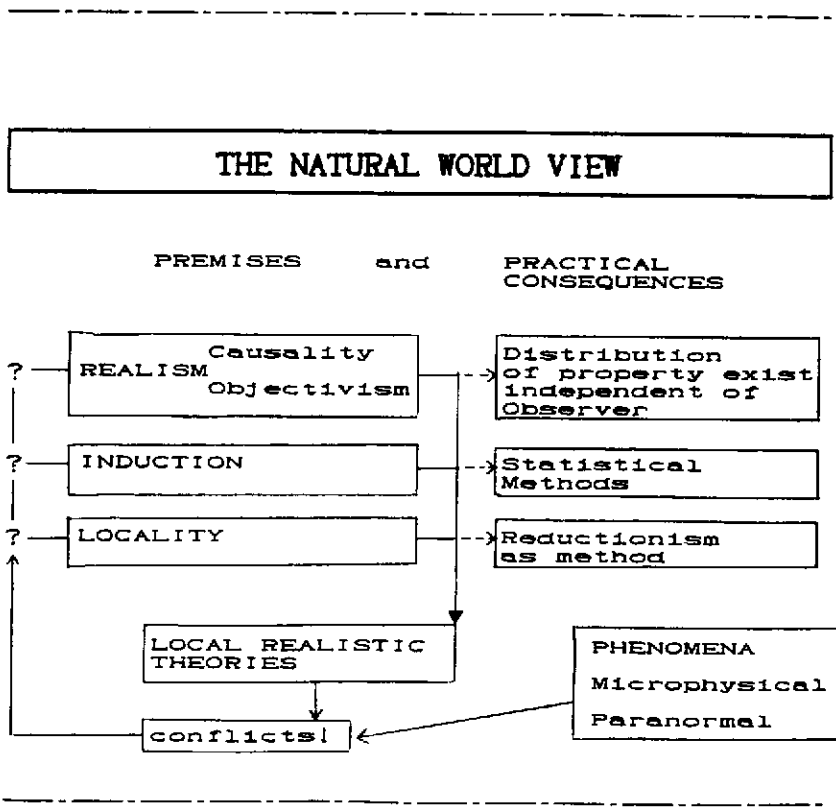 THE NATURAL WORLD VIEW
PREMISES and PRACTICAL
CONSEQUENCES
? REALISM Causality
Objectivism
Distribution
of property exist
independent of
Observer
? INDUCTION
Statistical
Methods
? LOCALITY
Reductionism
as method
LOCAL REALISTIC
THEORIES
PHENOMENA
Microphysical
Paranormal
conflicts!